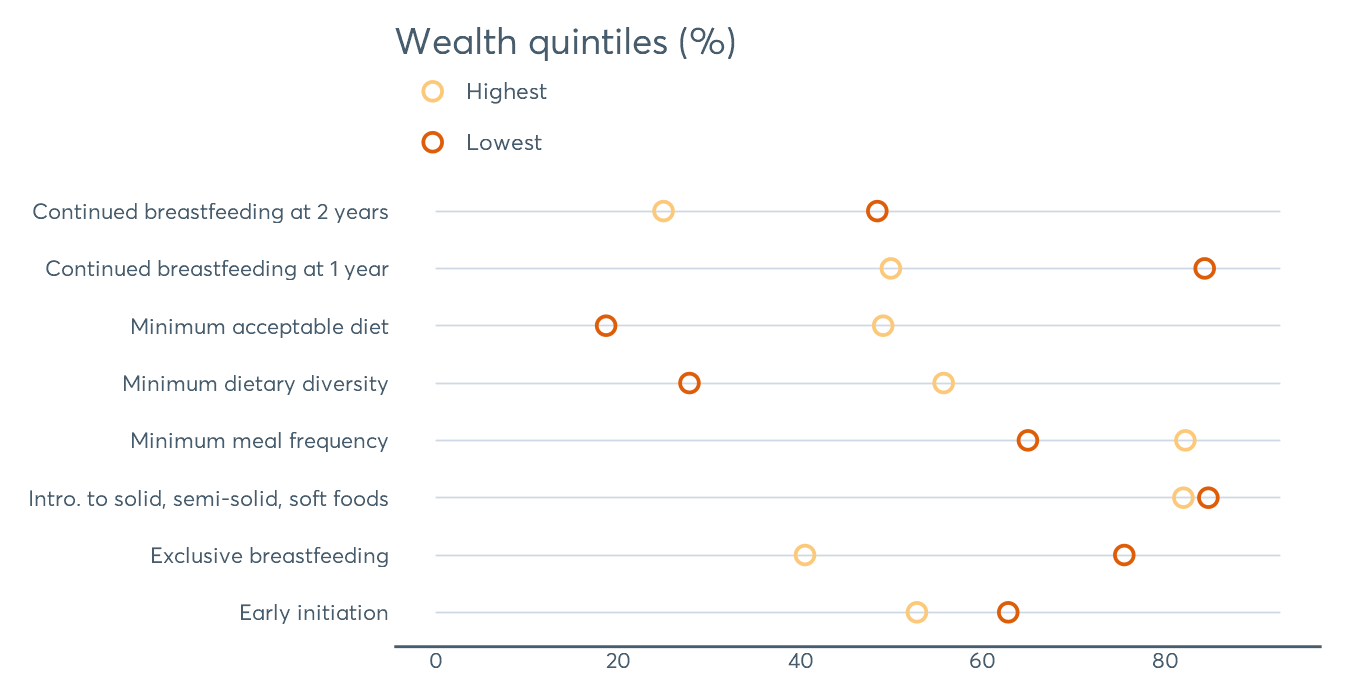 Wealth quintiles (%)
Highest
Lowest
Continued breastfeeding at 2 years
Continued breastfeeding at 1 year
Minimum acceptable diet
Minimum dietary diversity
Minimum meal frequency
Intro. to solid, semi-solid, soft foods
Exclusive breastfeeding
Early initiation
0 20 40 60 80